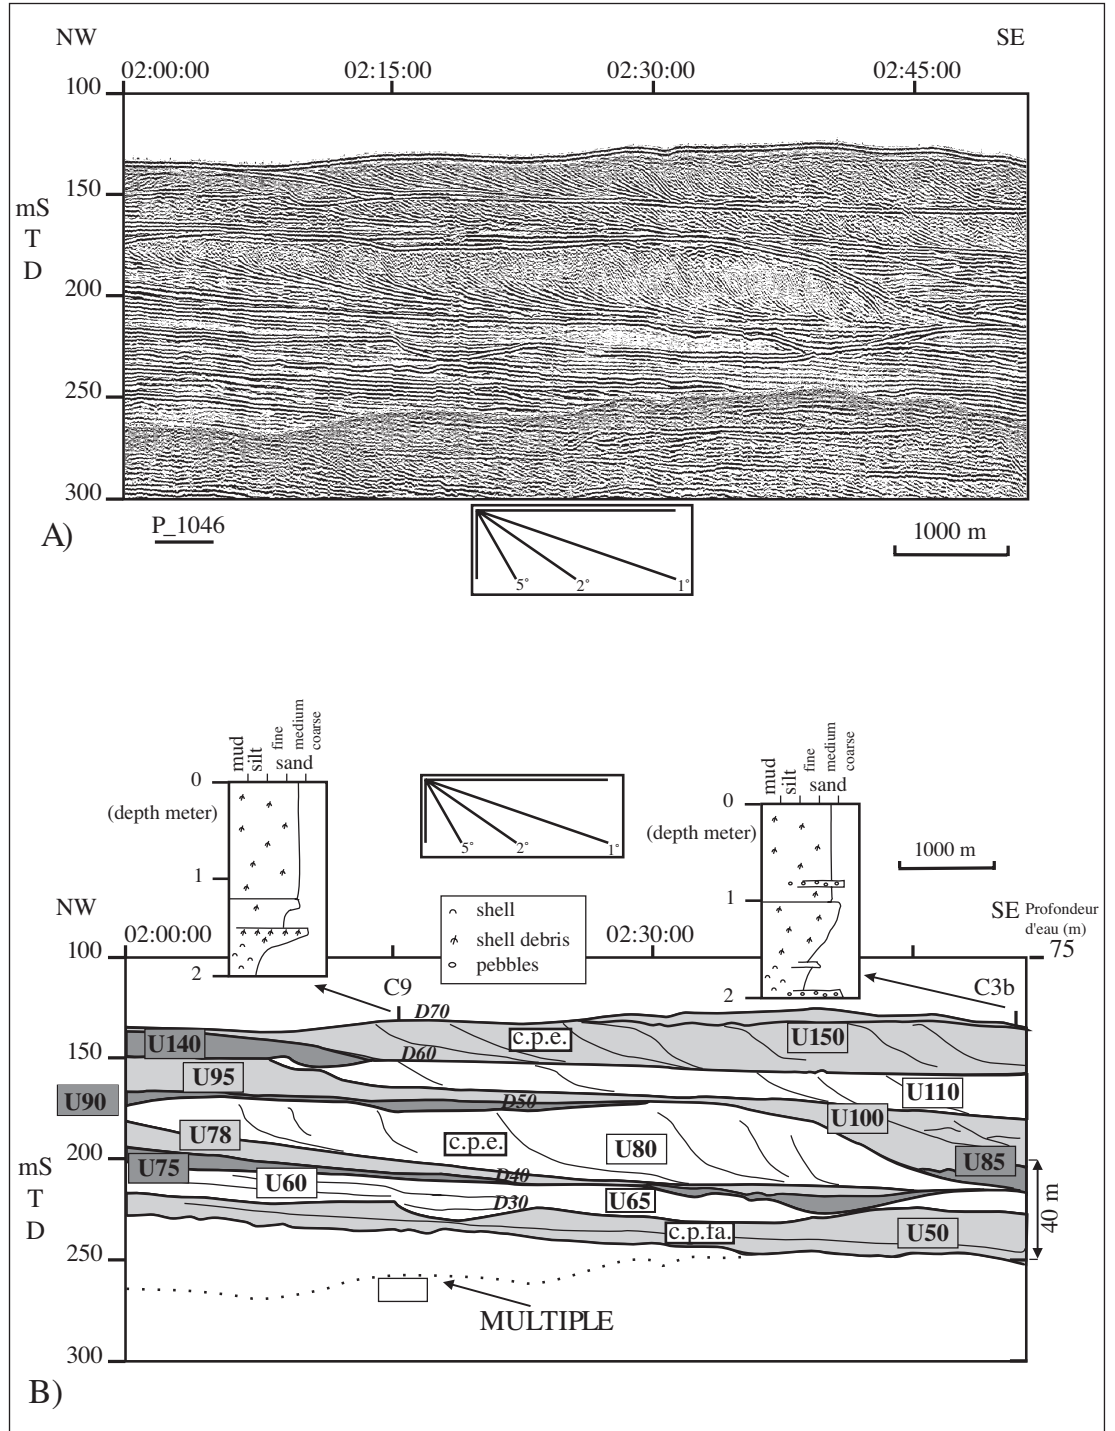 NW SE
02:00:00 02:15:00 02:30:00 02:45:00
100
150
mS
T
D
200
250
300
A)
P_1046
5° 2° 1°
1000 m
mud silt fine medium coarse
sand
0
(depth meter)
1
2
5° 2° 1°
mud silt fine medium coarse
sand
0
(depth meter)
1
2
1000 m
shell
shell debris
pebbles
NW SE Profondeur
d'eau (m)
02:00:00 02:30:00
100 75
C9 C3b
D70
c.p.e. U150
U140
D60
150
U95
U110
U90 D50
U100
U78 c.p.e. U80
U75 D40 U85
200
mS
T
D
U60 D30 U65
40 m
c.p.fa. U50
250
MULTIPLE
300
B)